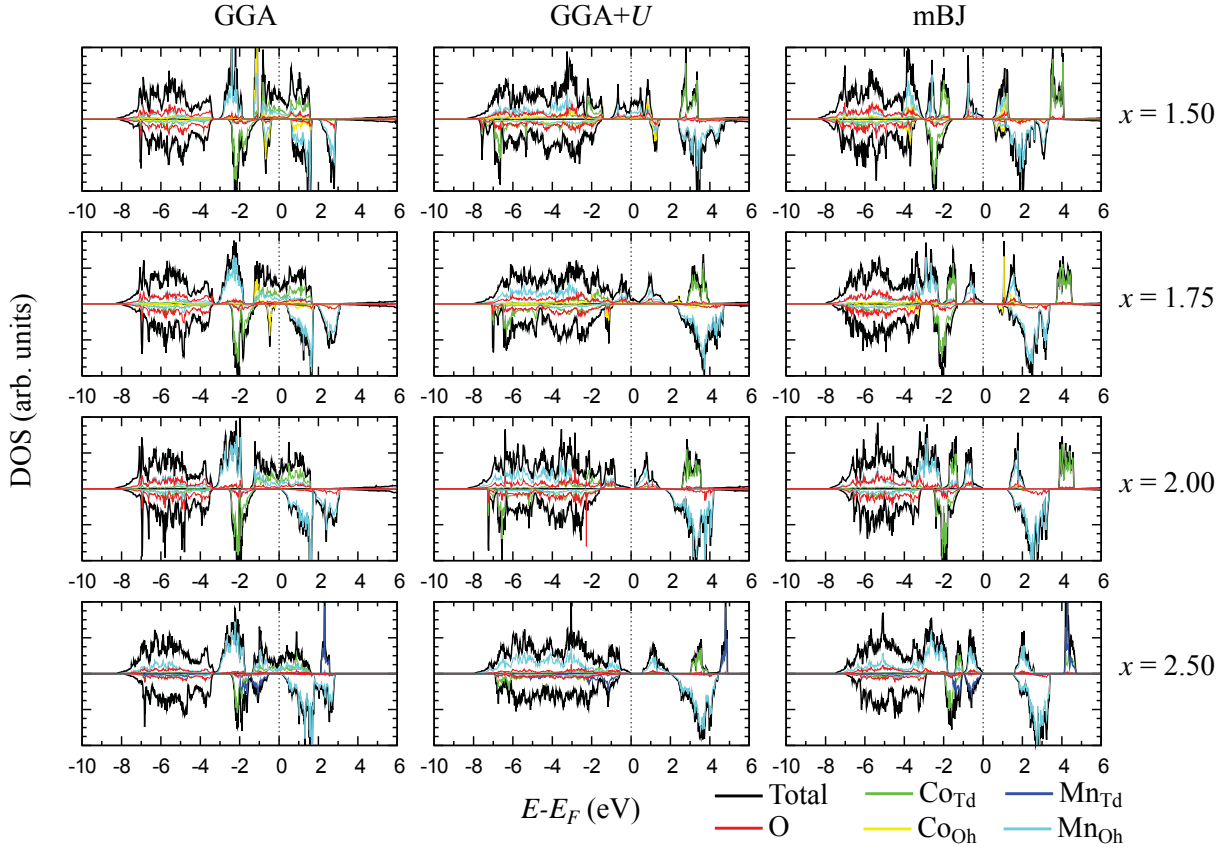 GGA GGA+U mBJ
DOS (arb. units)
x = 1.50
-10 -8 -6 -4 -2 0 2 4 6 -10 -8 -6 -4 -2 0 2 4 6 -10 -8 -6 -4 -2 0 2 4 6
x = 1.75
-10 -8 -6 -4 -2 0 2 4 6 -10 -8 -6 -4 -2 0 2 4 6 -10 -8 -6 -4 -2 0 2 4 6
x = 2.00
-10 -8 -6 -4 -2 0 2 4 6 -10 -8 -6 -4 -2 0 2 4 6 -10 -8 -6 -4 -2 0 2 4 6
x = 2.50
-10 -8 -6 -4 -2 0 2 4 6 -10 -8 -6 -4 -2 0 2 4 6 -10 -8 -6 -4 -2 0 2 4 6
E-E_F (eV)
Total Co_Td Mn_Td
O Co_Oh Mn_Oh